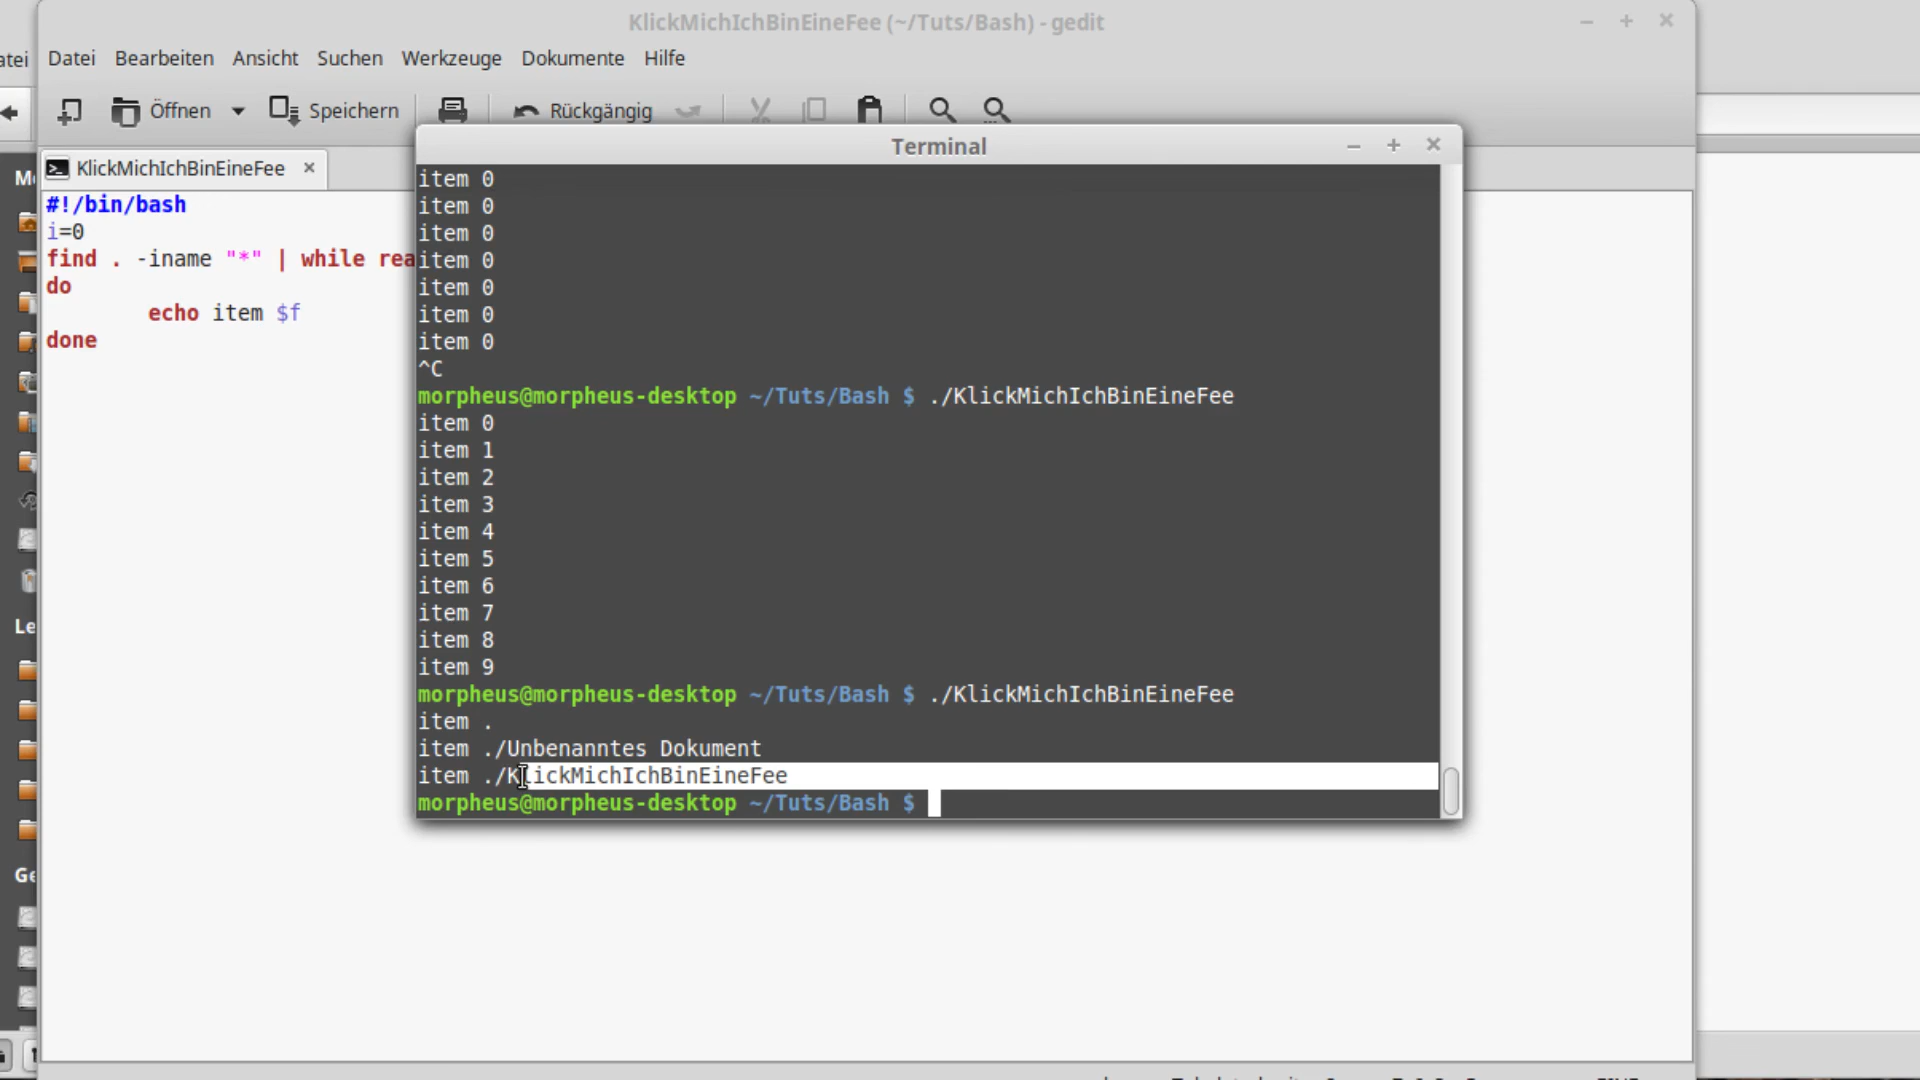 KlickMichIchBinEineFee (~/Tuts/Bash) - gedit
Datei Bearbeiten Ansicht Suchen Werkzeuge Dokumente Hilfe
Öffnen Speichern Rückgängig
KlickMichIchBinEineFee
#!/bin/bash
i=0
find . -iname "*" | while rea
do
echo item $f
done
Terminal
item 0
item 0
item 0
item 0
item 0
item 0
item 0
^C
morpheus@morpheus-desktop ~/Tuts/Bash $ ./KlickMichIchBinEineFee
item 0
item 1
item 2
item 3
item 4
item 5
item 6
item 7
item 8
item 9
morpheus@morpheus-desktop ~/Tuts/Bash $ ./KlickMichIchBinEineFee
item .
item ./Unbenanntes Dokument
item ./KlickMichIchBinEineFee
morpheus@morpheus-desktop ~/Tuts/Bash $